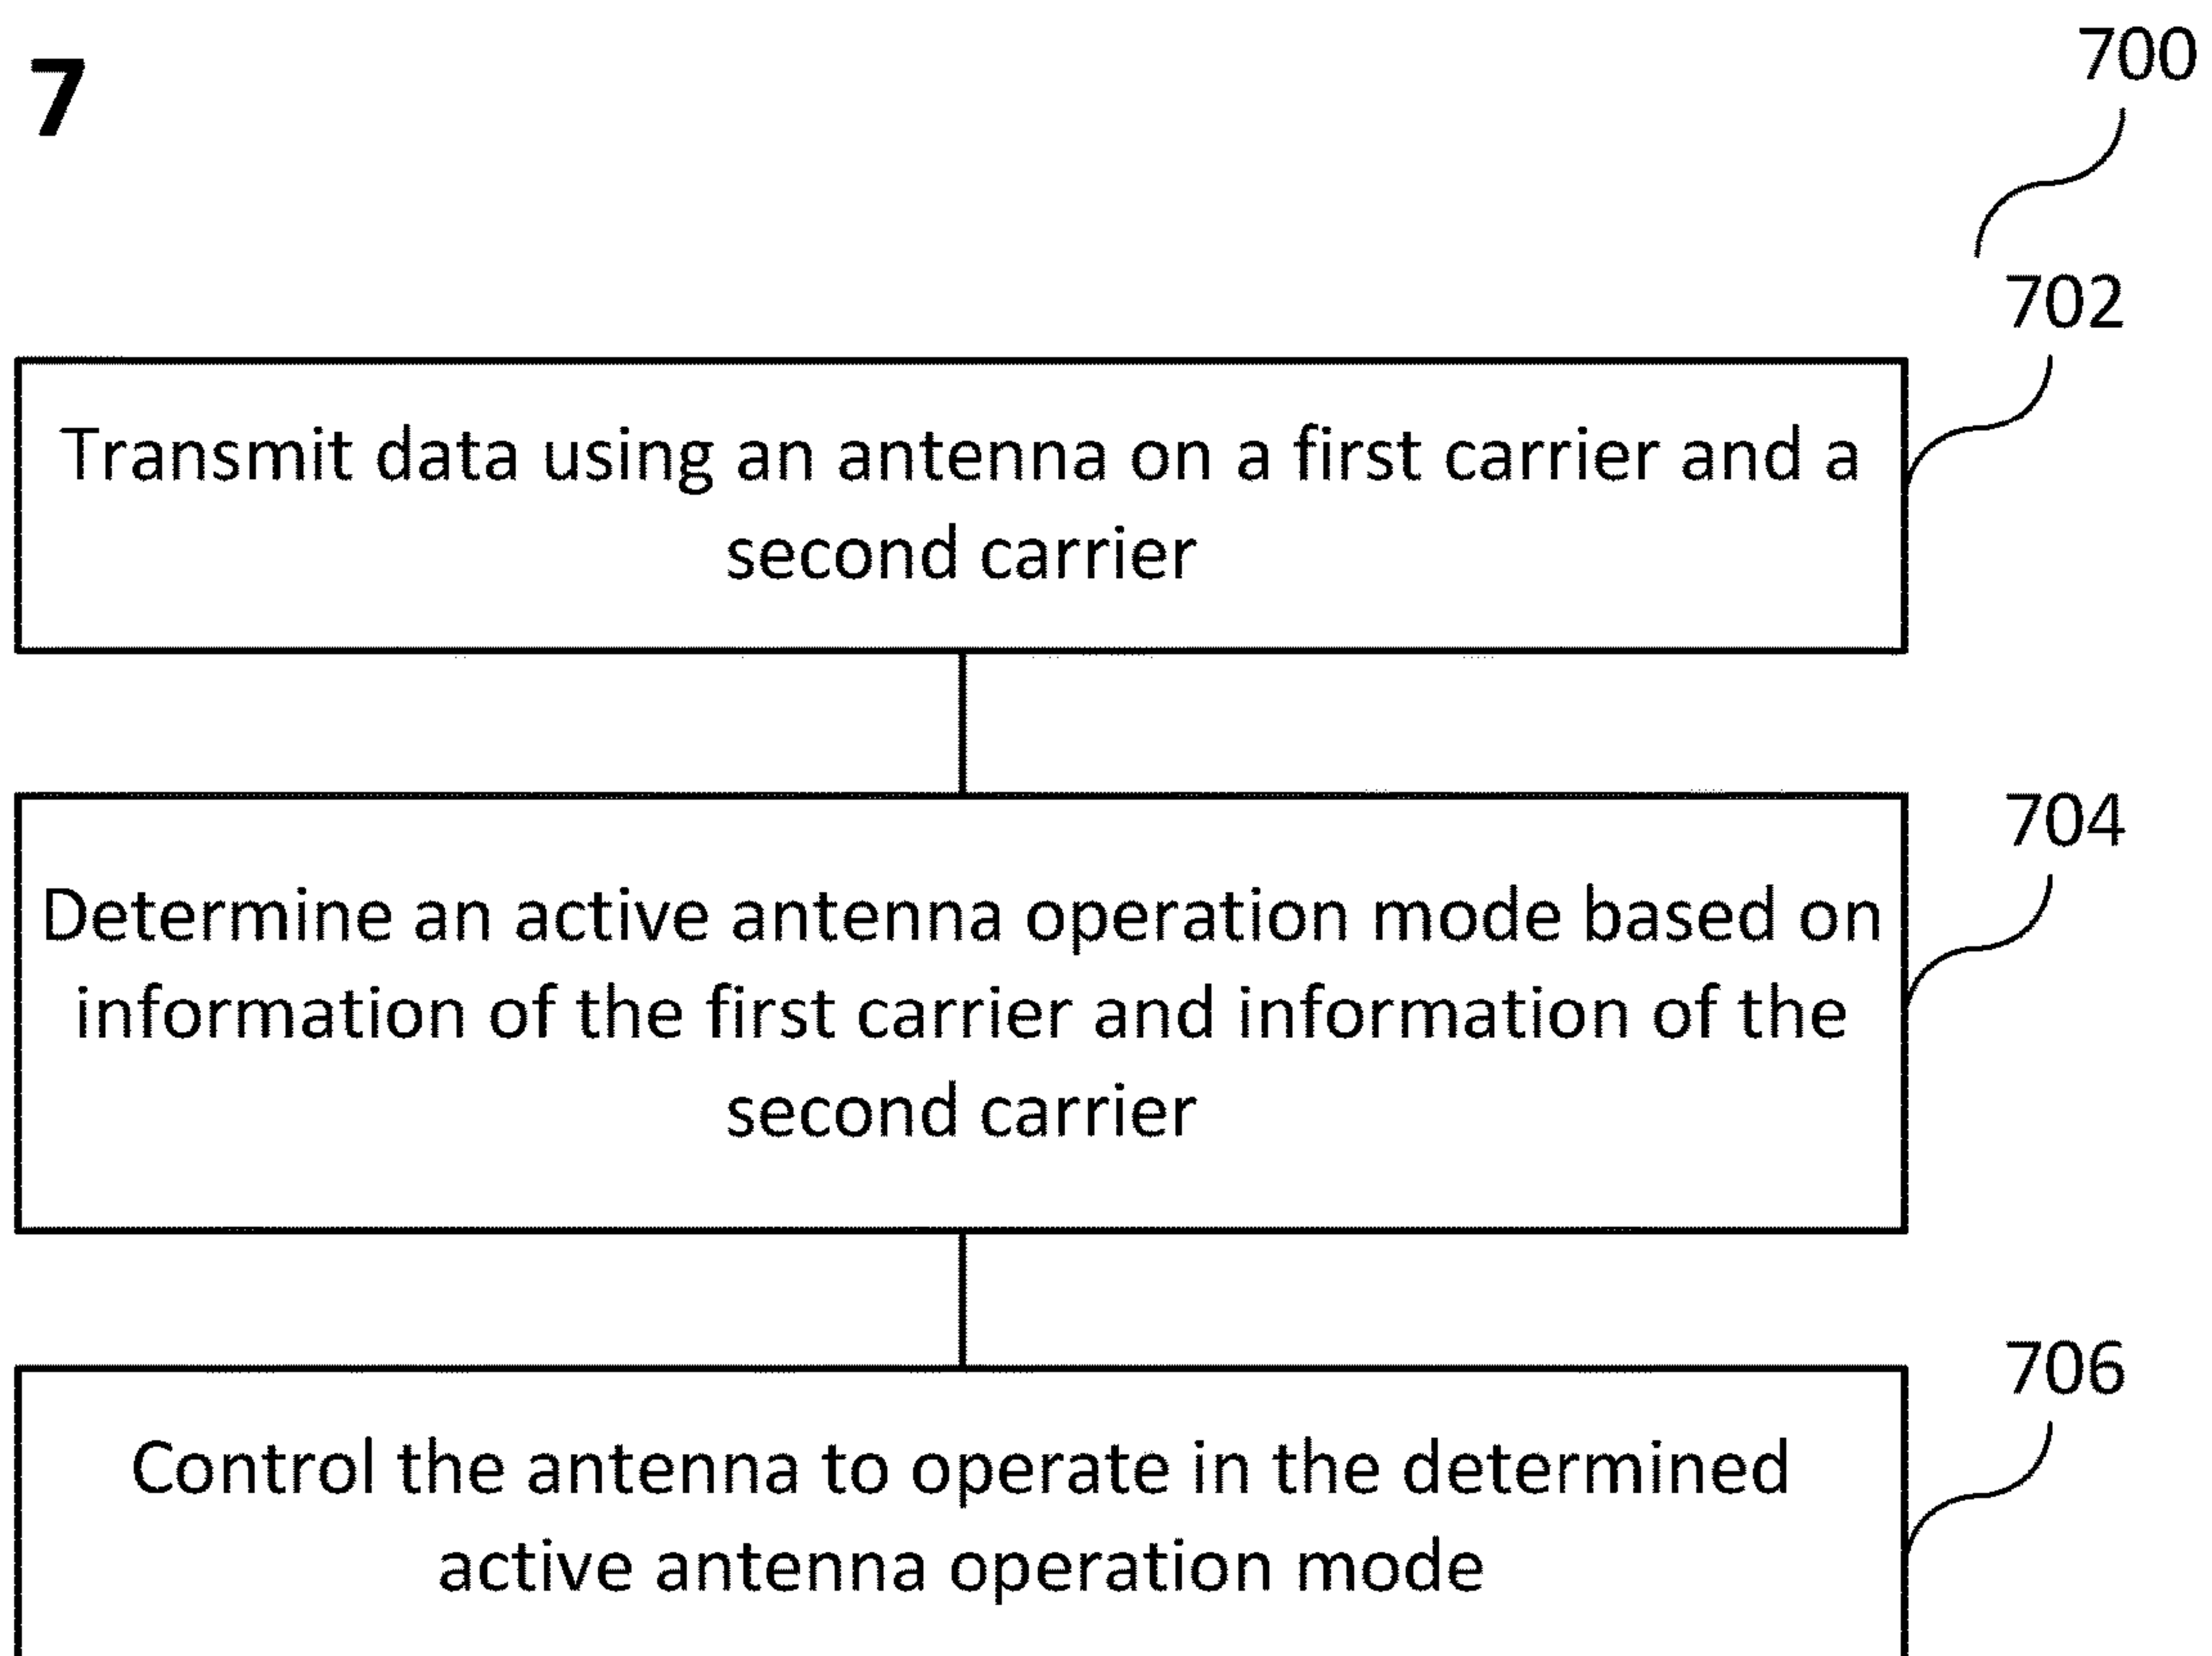 7
700
702
Transmit data using an antenna on a first carrier and a
second carrier
704
Determine an active antenna operation mode based on
information of the first carrier and information of the
second carrier
706
Control the antenna to operate in the determined
active antenna operation mode